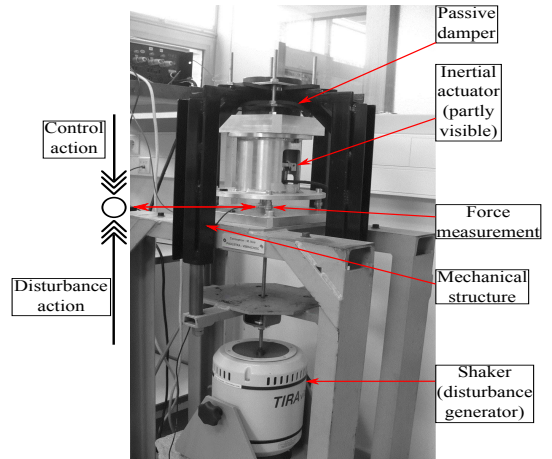 Passive
damper
Inertial
actuator
(partly
visible)
Control
action
Force
measurement
Mechanical
structure
Disturbance
action
Shaker
(disturbance
generator)
TIRA